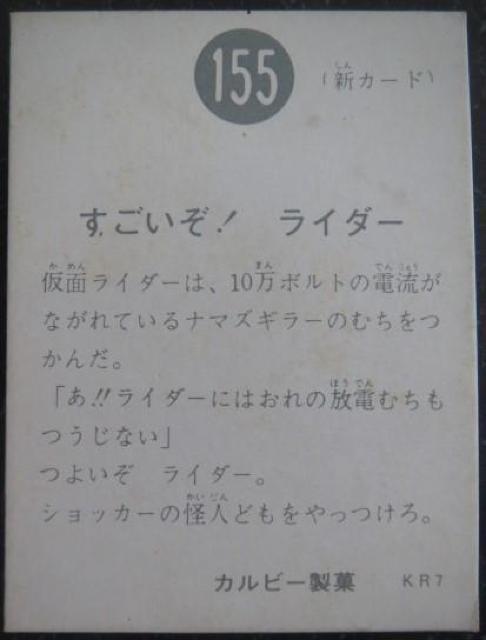 155
（新カード）
すごいぞ！ ライダー
仮面ライダーは、10万ボルトの電流が
ながれているナマズギラーのむちをつ
かんだ。
「あ!!ライダーにはおれの放電むちも
つうじない」
つよいぞ ライダー。
ショッカーの怪人どもをやっつけろ。
カルビー製菓 KR7